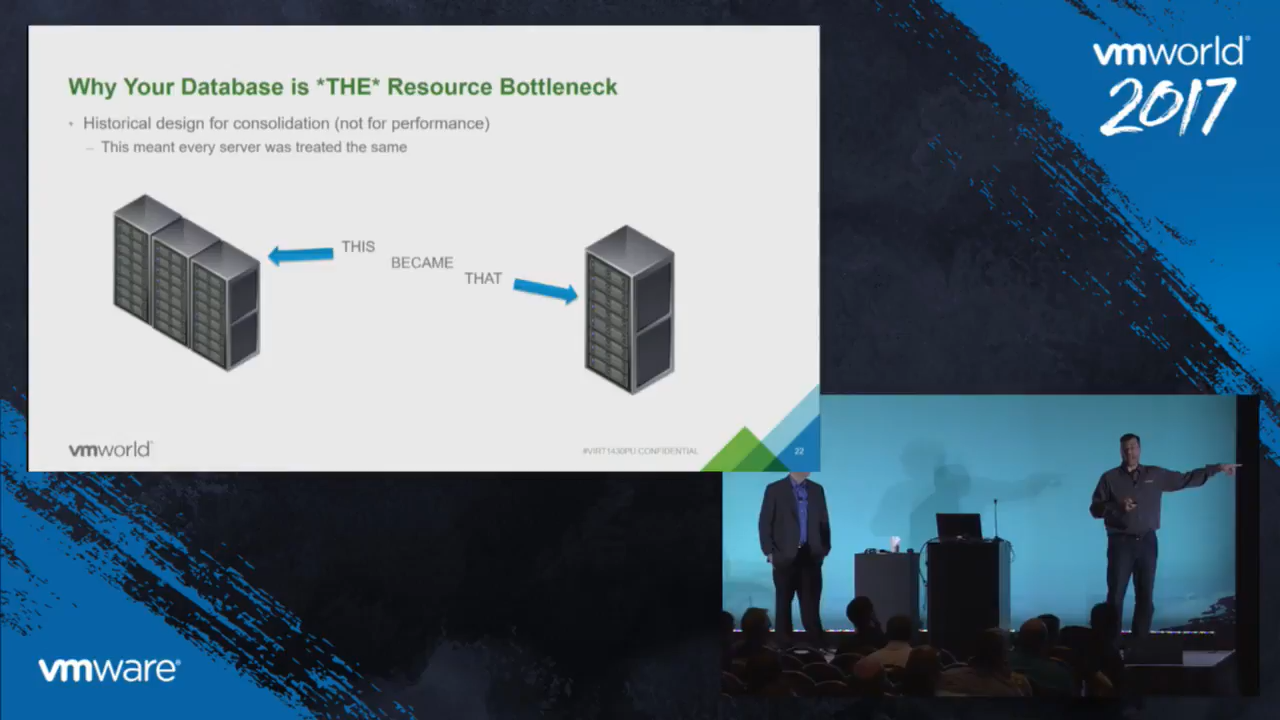 Why Your Database is *THE* Resource Bottleneck
• Historical design for consolidation (not for performance)
– This meant every server was treated the same
THIS
BECAME
THAT
vmworld
#VIRT1430PU CONFIDENTIAL
22
vmworld®
2017
vmware®